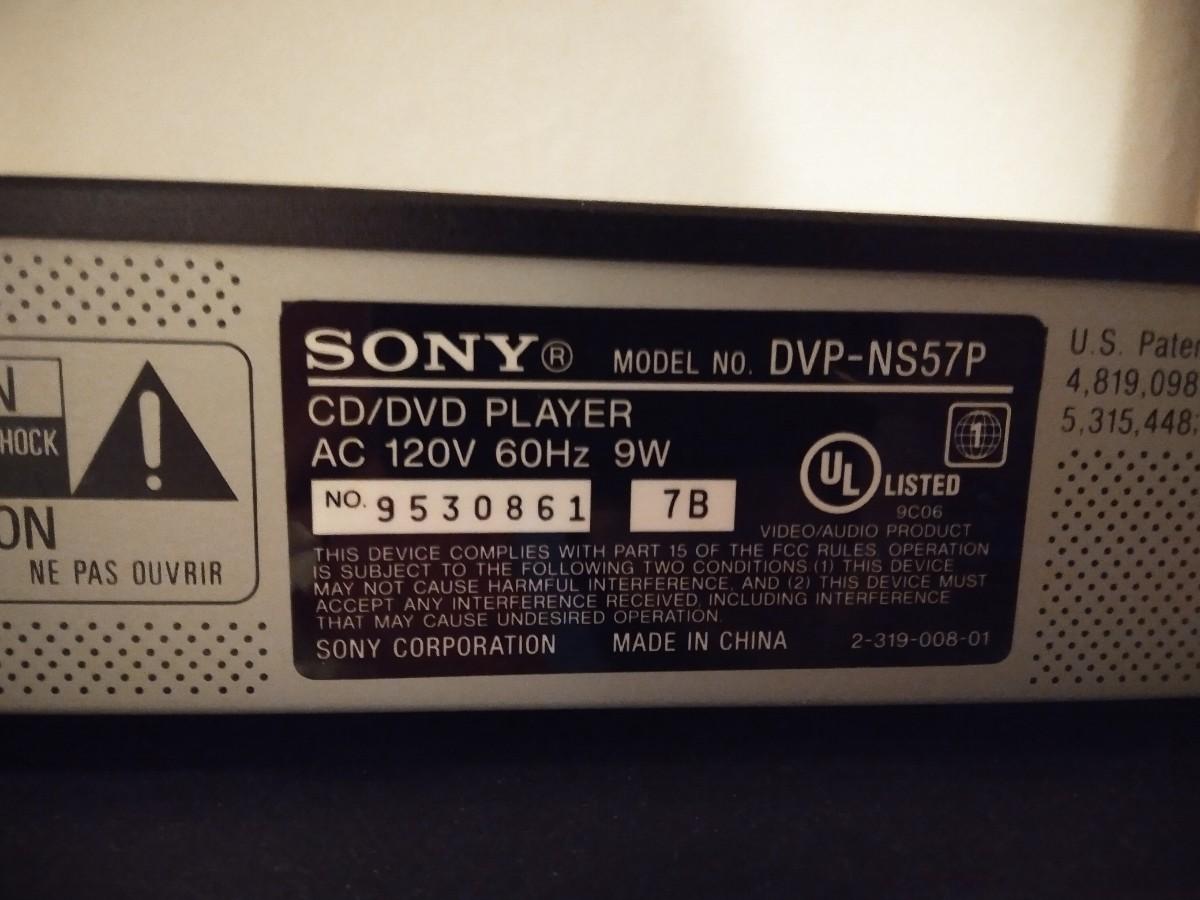 SONY® MODEL NO. DVP-NS57P
CD/DVD PLAYER
AC 120V 60Hz 9W
1
UL LISTED
9C06
VIDEO/AUDIO PRODUCT
NO. 9530861 7B
THIS DEVICE COMPLIES WITH PART 15 OF THE FCC RULES. OPERATION
IS SUBJECT TO THE FOLLOWING TWO CONDITIONS (1) THIS DEVICE
MAY NOT CAUSE HARMFUL INTERFERENCE, AND (2) THIS DEVICE MUST
ACCEPT ANY INTERFERENCE RECEIVED, INCLUDING INTERFERENCE
THAT MAY CAUSE UNDESIRED OPERATION.
SONY CORPORATION MADE IN CHINA 2-319-008-01
N
HOCK
!
ON
NE PAS OUVRIR
U.S. Pate
4,819,098
5,315,448